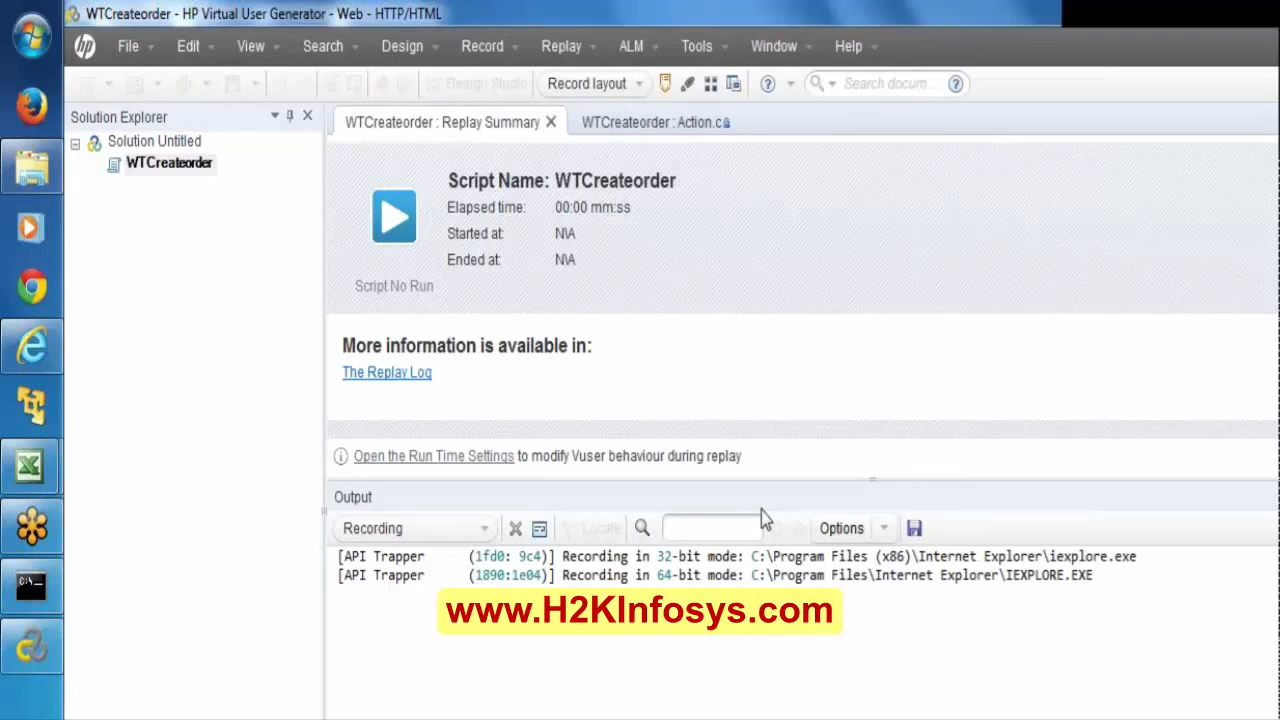 WTCreateorder - HP Virtual User Generator - Web - HTTP/HTML
hp File Edit View Search Design Record Replay ALM Tools Window Help
Design Studio Record layout Search docum...
Solution Explorer
Solution Untitled
WTCreateorder
WTCreateorder : Replay Summary WTCreateorder : Action.c
Script Name: WTCreateorder
Elapsed time: 00:00 mm:ss
Started at: N\A
Ended at: N\A
Script No Run
More information is available in:
The Replay Log
Open the Run Time Settings to modify Vuser behaviour during replay
Output
Recording Locate Options
[API Trapper (1fd0: 9c4)] Recording in 32-bit mode: C:\Program Files (x86)\Internet Explorer\iexplore.exe
[API Trapper (1890:1e04)] Recording in 64-bit mode: C:\Program Files\Internet Explorer\IEXPLORE.EXE
www.H2KInfosys.com